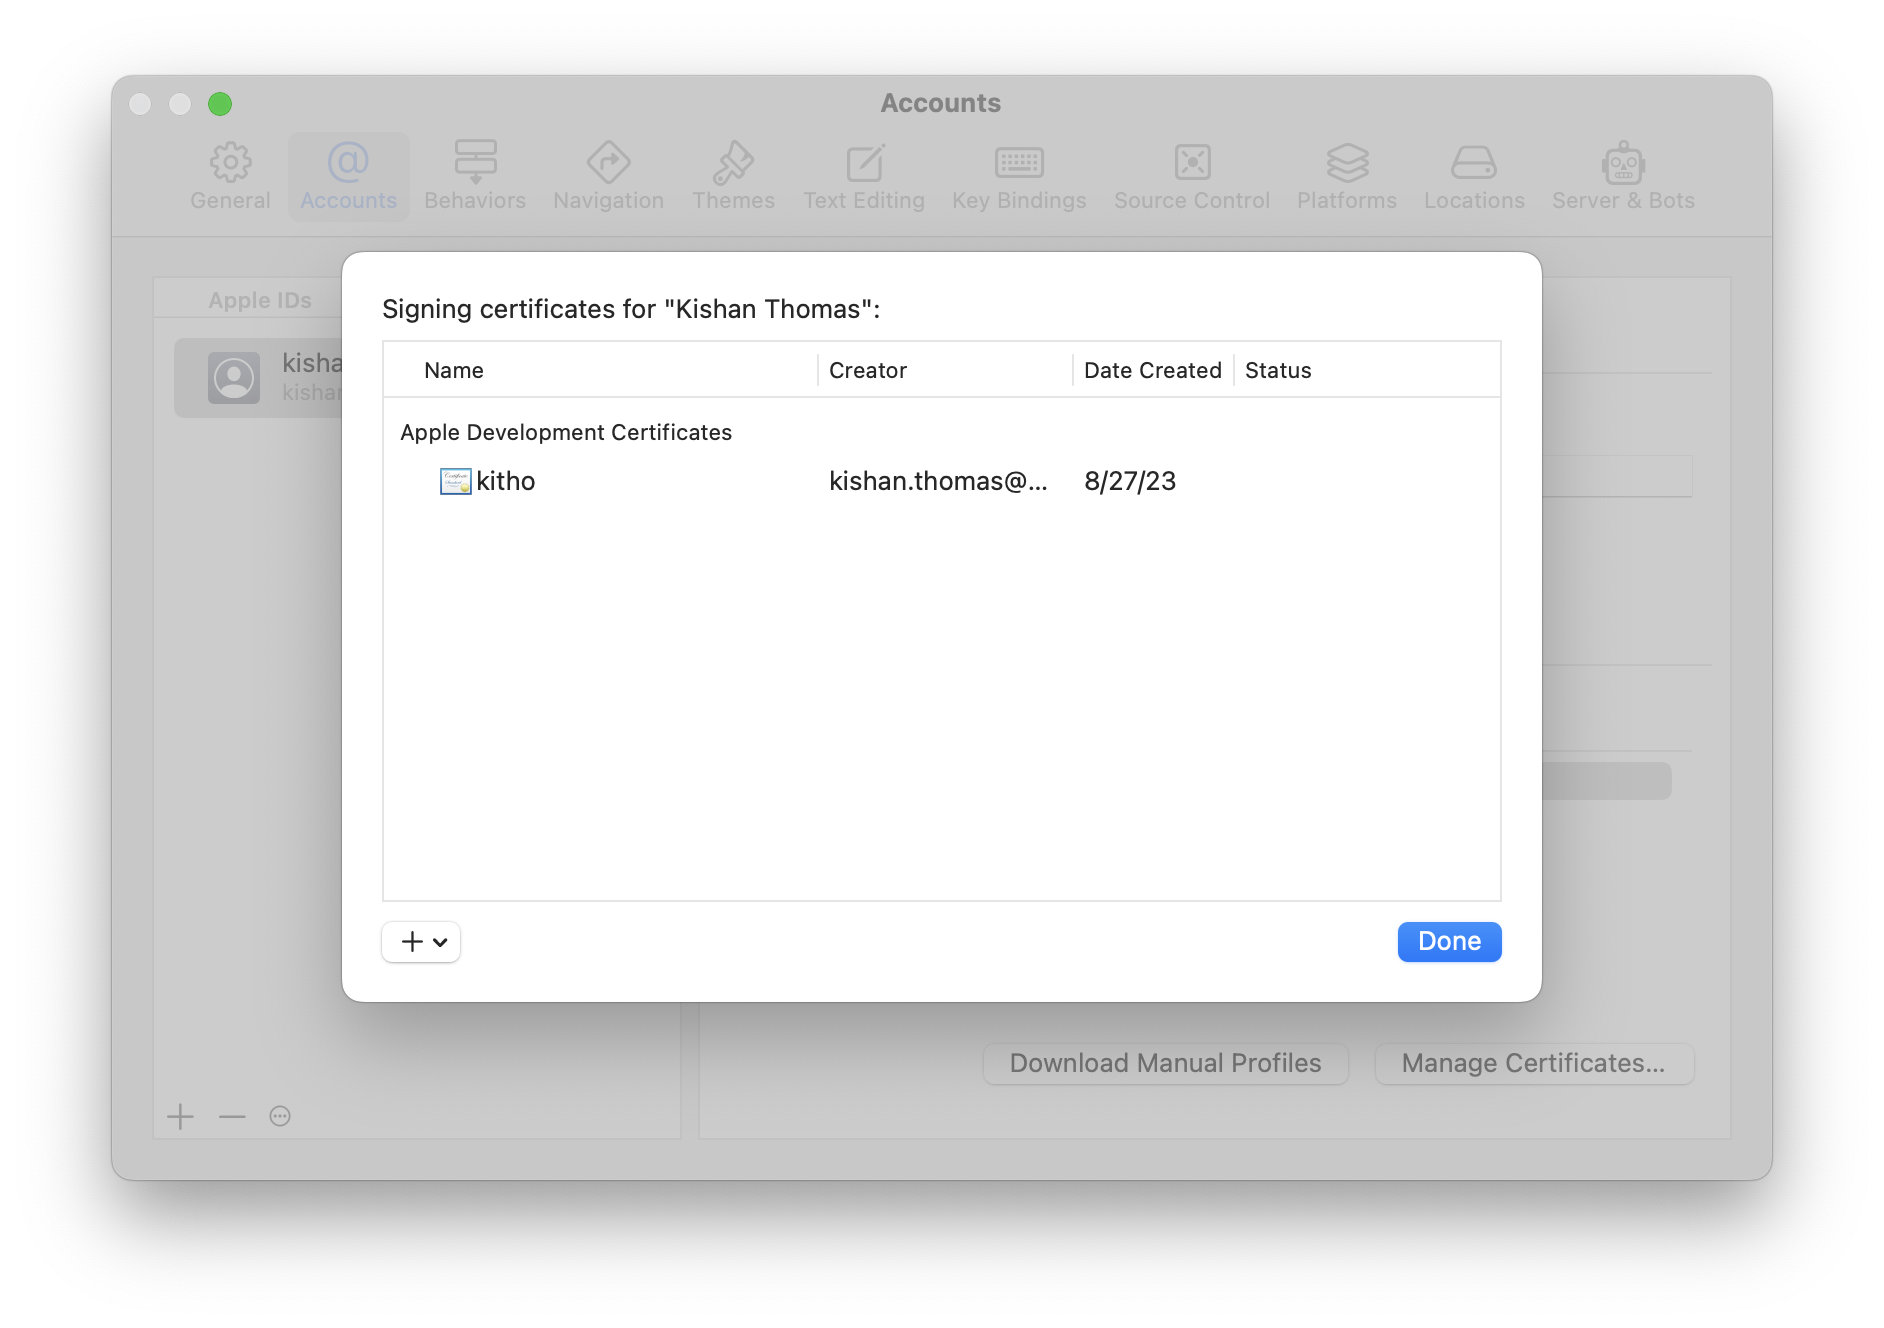 Accounts
General Accounts Behaviors Navigation Themes Text Editing Key Bindings Source Control Platforms Locations Server & Bots
Apple IDs
kisha
kishan
Signing certificates for "Kishan Thomas":
Name Creator Date Created Status
Apple Development Certificates
kitho kishan.thomas@... 8/27/23
Done
Download Manual Profiles Manage Certificates...